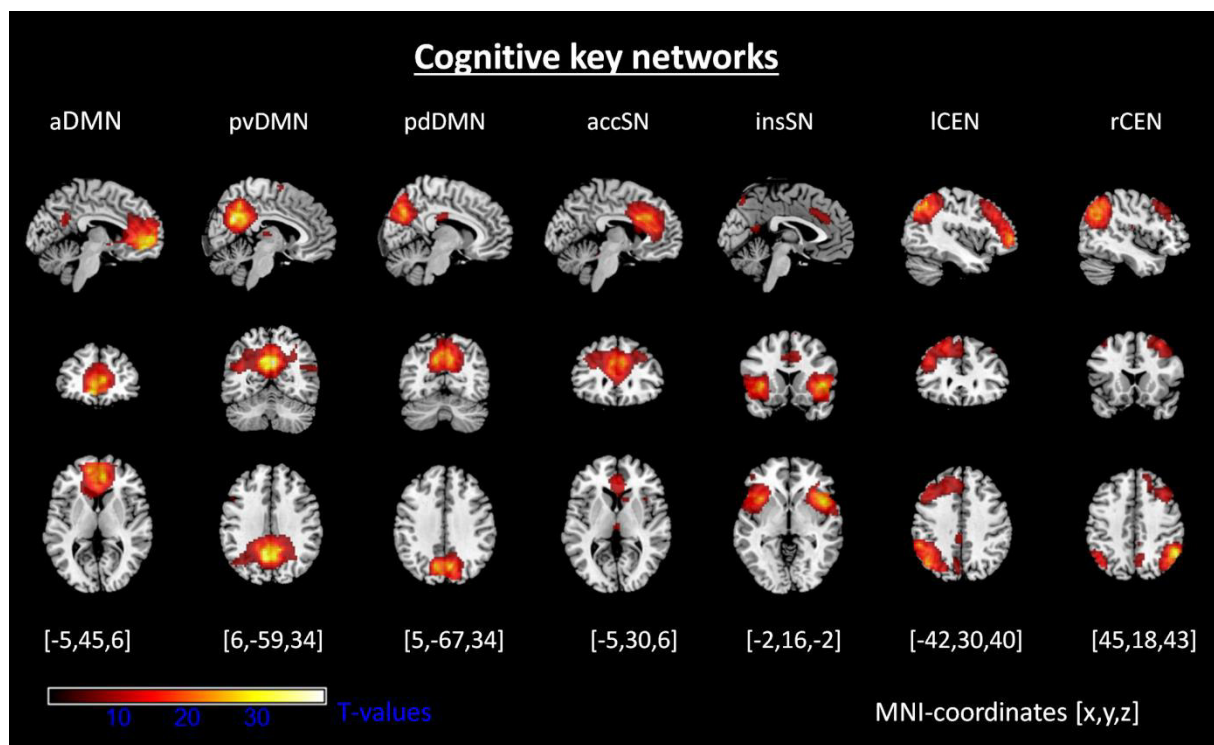 Cognitive key networks
aDMN pvDMN pdDMN accSN insSN lCEN rCEN
[-5,45,6] [6,-59,34] [5,-67,34] [-5,30,6] [-2,16,-2] [-42,30,40] [45,18,43]
10 20 30 T-values MNI-coordinates [x,y,z]